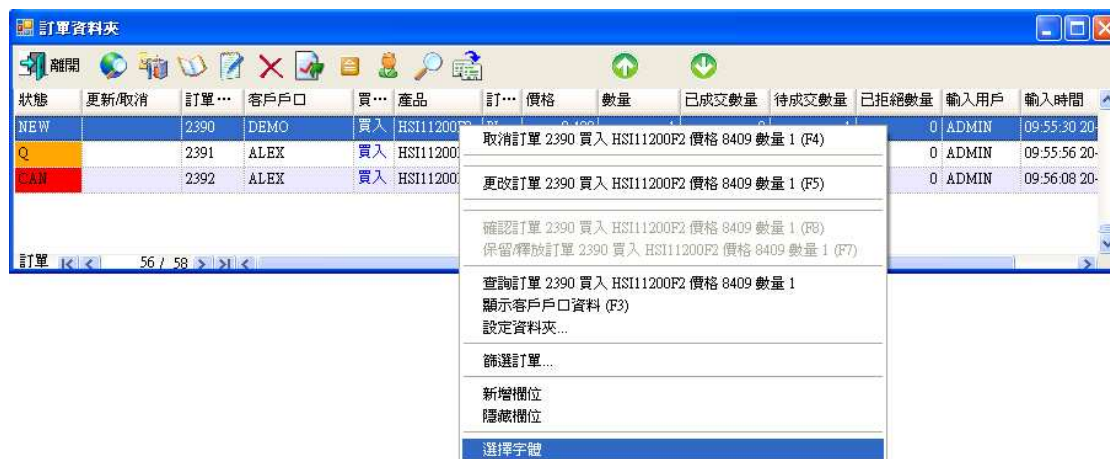 訂單資料夾
離開
狀態 更新/取消 訂單… 客戶戶口 買… 產品 訂… 價格 數量 已成交數量 待成交數量 已拒絕數量 輸入用戶 輸入時間
NEW 2390 DEMO 買入 0 ADMIN 09:55:30 20-
Q 2391 ALEX 買入 HSI11200 0 ADMIN 09:55:56 20-
CAN 2392 ALEX 買入 HSI11200 0 ADMIN 09:56:08 20-
訂單 56 / 58
取消訂單 2390 買入 HSI11200F2 價格 8409 數量 1 (F4)
更改訂單 2390 買入 HSI11200F2 價格 8409 數量 1 (F5)
確認訂單 2390 買入 HSI11200F2 價格 8409 數量 1 (F8)
保留/釋放訂單 2390 買入 HSI11200F2 價格 8409 數量 1 (F7)
查詢訂單 2390 買入 HSI11200F2 價格 8409 數量 1
顯示客戶戶口資料 (F3)
設定資料夾...
篩選訂單...
新增欄位
隱藏欄位
選擇字體